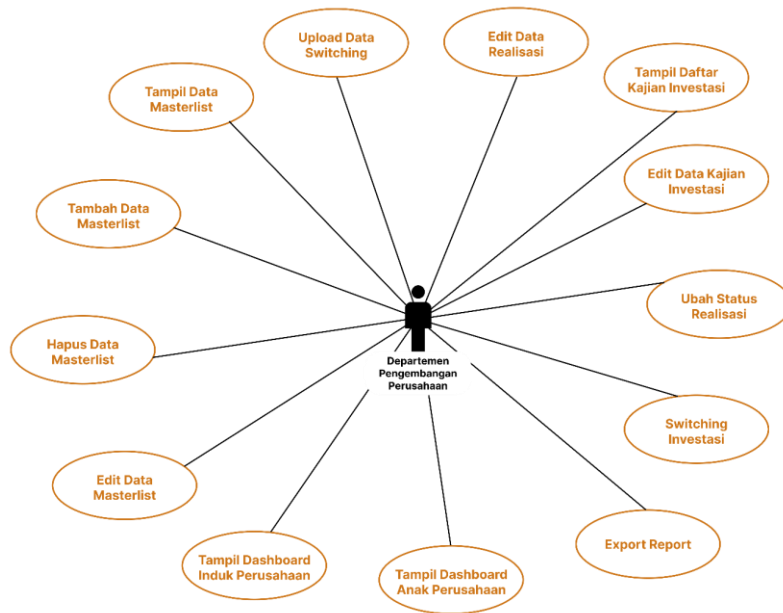 Upload Data
Switching
Edit Data
Realisasi
Tampil Daftar
Kajian Investasi
Tampil Data
Masterlist
Edit Data Kajian
Investasi
Tambah Data
Masterlist
Ubah Status
Realisasi
Hapus Data
Masterlist
Departemen
Pengembangan
Perusahaan
Switching
Investasi
Edit Data
Masterlist
Export Report
Tampil Dashboard
Induk Perusahaan
Tampil Dashboard
Anak Perusahaan